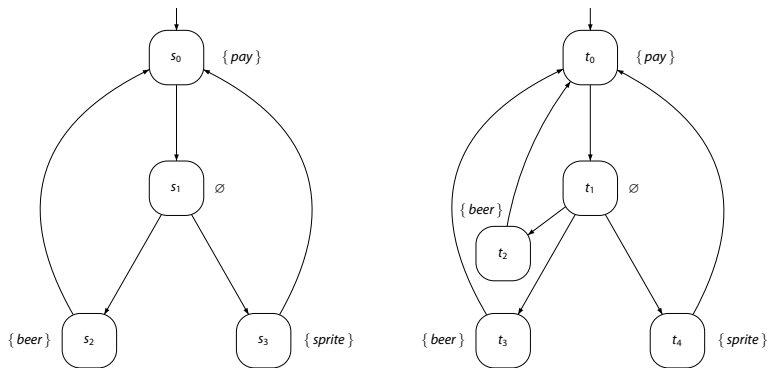 s0 { pay }
s1 ∅
{ beer } s2
s3 { sprite }
t0 { pay }
t1 ∅
{ beer }
t2
{ beer } t3
t4 { sprite }